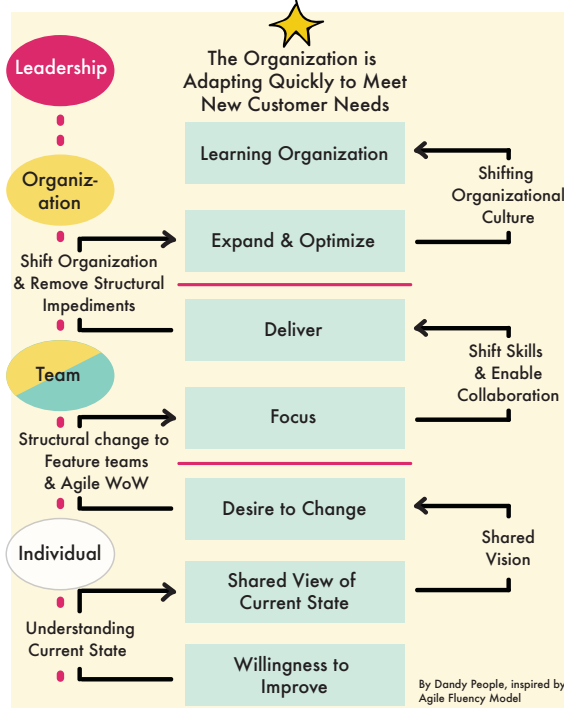 The Organization is
Adapting Quickly to Meet
New Customer Needs
Leadership
Learning Organization
Shifting
Organizational
Culture
Organiz-
ation
Expand & Optimize
Shift Organization
& Remove Structural
Impediments
Deliver
Shift Skills
& Enable
Collaboration
Team
Focus
Structural change to
Feature teams
& Agile WoW
Desire to Change
Shared
Vision
Individual
Shared View of
Current State
Understanding
Current State
Willingness to
Improve
By Dandy People, inspired by
Agile Fluency Model